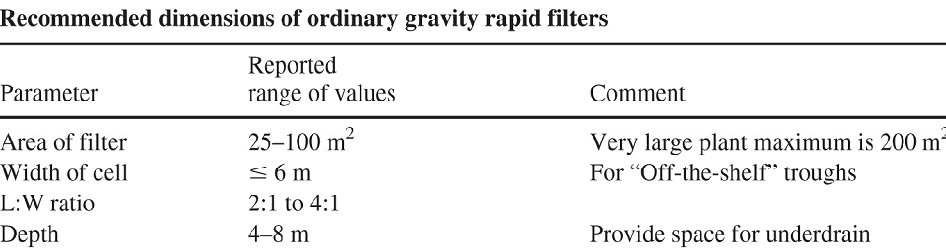 Recommended dimensions of ordinary gravity rapid filters
Reported
Parameter range of values Comment
Area of filter 25–100 m² Very large plant maximum is 200 m²
Width of cell ≤ 6 m For “Off-the-shelf” troughs
L:W ratio 2:1 to 4:1
Depth 4–8 m Provide space for underdrain